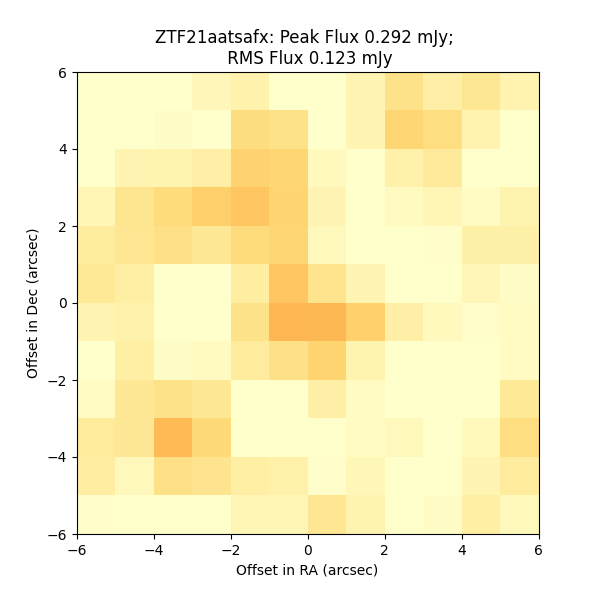 ZTF21aatsafx: Peak Flux 0.292 mJy;
RMS Flux 0.123 mJy
6
4
2
0
−2
−4
−6
Offset in Dec (arcsec)
−6 −4 −2 0 2 4 6
Offset in RA (arcsec)